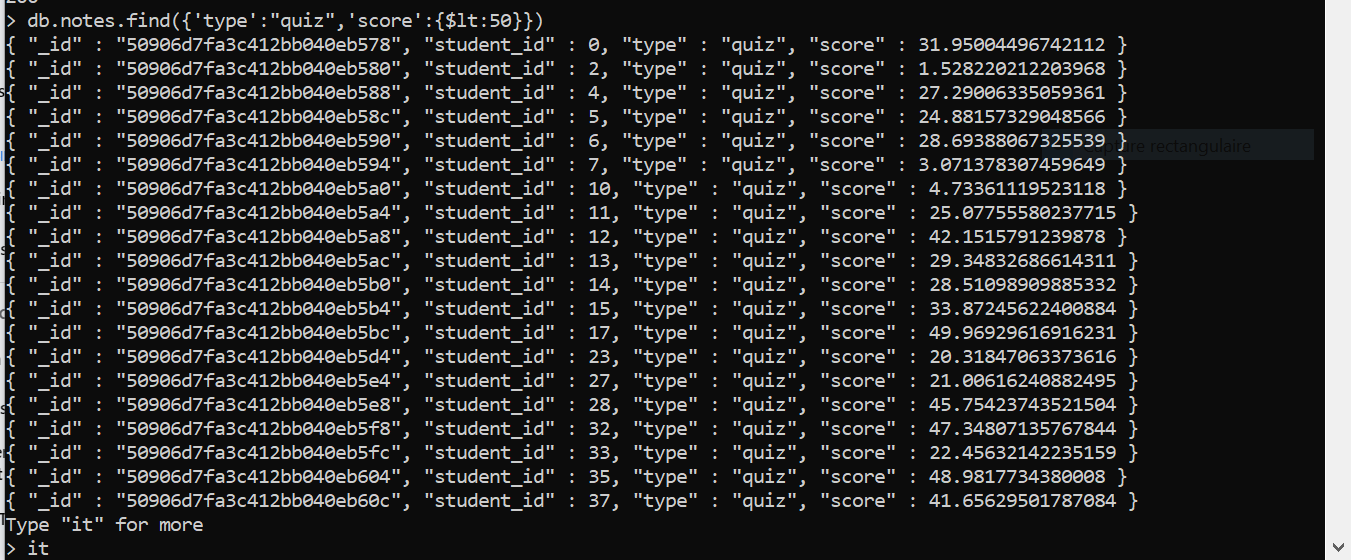 > db.notes.find({'type':"quiz",'score':{$lt:50}})
{ "_id" : "50906d7fa3c412bb040eb578", "student_id" : 0, "type" : "quiz", "score" : 31.95004496742112 }
{ "_id" : "50906d7fa3c412bb040eb580", "student_id" : 2, "type" : "quiz", "score" : 1.528220212203968 }
{ "_id" : "50906d7fa3c412bb040eb588", "student_id" : 4, "type" : "quiz", "score" : 27.29006335059361 }
{ "_id" : "50906d7fa3c412bb040eb58c", "student_id" : 5, "type" : "quiz", "score" : 24.88157329048566 }
{ "_id" : "50906d7fa3c412bb040eb590", "student_id" : 6, "type" : "quiz", "score" : 28.69388067325539 }
Capture rectangulaire
{ "_id" : "50906d7fa3c412bb040eb594", "student_id" : 7, "type" : "quiz", "score" : 3.071378307459649 }
{ "_id" : "50906d7fa3c412bb040eb5a0", "student_id" : 10, "type" : "quiz", "score" : 4.73361119523118 }
{ "_id" : "50906d7fa3c412bb040eb5a4", "student_id" : 11, "type" : "quiz", "score" : 25.07755580237715 }
{ "_id" : "50906d7fa3c412bb040eb5a8", "student_id" : 12, "type" : "quiz", "score" : 42.1515791239878 }
{ "_id" : "50906d7fa3c412bb040eb5ac", "student_id" : 13, "type" : "quiz", "score" : 29.34832686614311 }
{ "_id" : "50906d7fa3c412bb040eb5b0", "student_id" : 14, "type" : "quiz", "score" : 28.51098909885332 }
{ "_id" : "50906d7fa3c412bb040eb5b4", "student_id" : 15, "type" : "quiz", "score" : 33.87245622400884 }
{ "_id" : "50906d7fa3c412bb040eb5bc", "student_id" : 17, "type" : "quiz", "score" : 49.96929616916231 }
{ "_id" : "50906d7fa3c412bb040eb5d4", "student_id" : 23, "type" : "quiz", "score" : 20.31847063373616 }
{ "_id" : "50906d7fa3c412bb040eb5e4", "student_id" : 27, "type" : "quiz", "score" : 21.00616240882495 }
{ "_id" : "50906d7fa3c412bb040eb5e8", "student_id" : 28, "type" : "quiz", "score" : 45.75423743521504 }
{ "_id" : "50906d7fa3c412bb040eb5f8", "student_id" : 32, "type" : "quiz", "score" : 47.34807135767844 }
{ "_id" : "50906d7fa3c412bb040eb5fc", "student_id" : 33, "type" : "quiz", "score" : 22.45632142235159 }
{ "_id" : "50906d7fa3c412bb040eb604", "student_id" : 35, "type" : "quiz", "score" : 48.9817734380008 }
{ "_id" : "50906d7fa3c412bb040eb60c", "student_id" : 37, "type" : "quiz", "score" : 41.65629501787084 }
Type "it" for more
> it